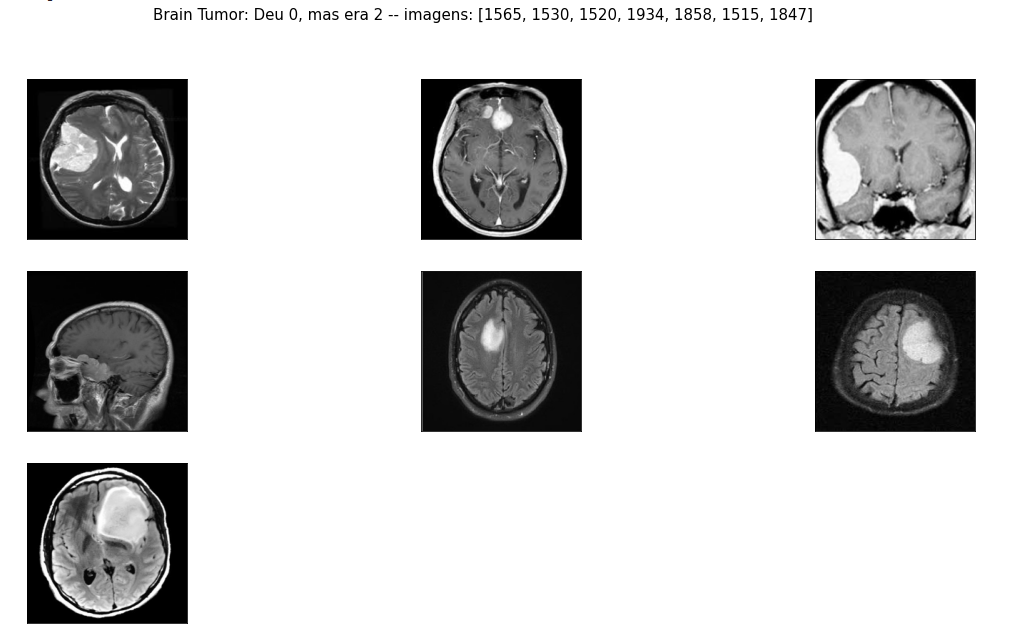 Brain Tumor: Deu 0, mas era 2 -- imagens: [1565, 1530, 1520, 1934, 1858, 1515, 1847]